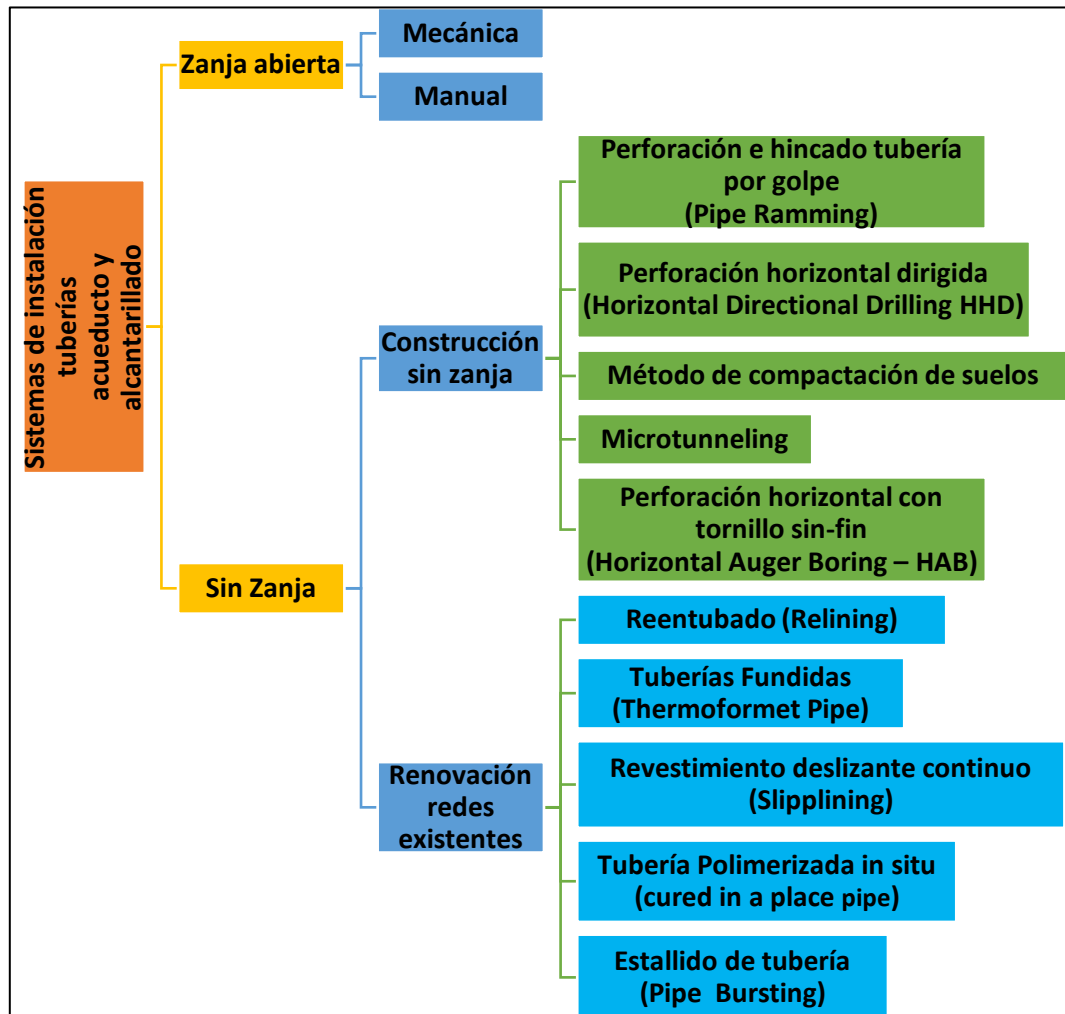 Sistemas de instalación
tuberías
acueducto y
alcantarillado
Zanja abierta
Mecánica
Manual
Sin Zanja
Construcción
sin zanja
Perforación e hincado tubería
por golpe
(Pipe Ramming)
Perforación horizontal dirigida
(Horizontal Directional Drilling HHD)
Método de compactación de suelos
Microtunneling
Perforación horizontal con
tornillo sin-fin
(Horizontal Auger Boring – HAB)
Renovación
redes
existentes
Reentubado (Relining)
Tuberías Fundidas
(Thermoformet Pipe)
Revestimiento deslizante continuo
(Slipplining)
Tubería Polimerizada in situ
(cured in a place pipe)
Estallido de tubería
(Pipe Bursting)